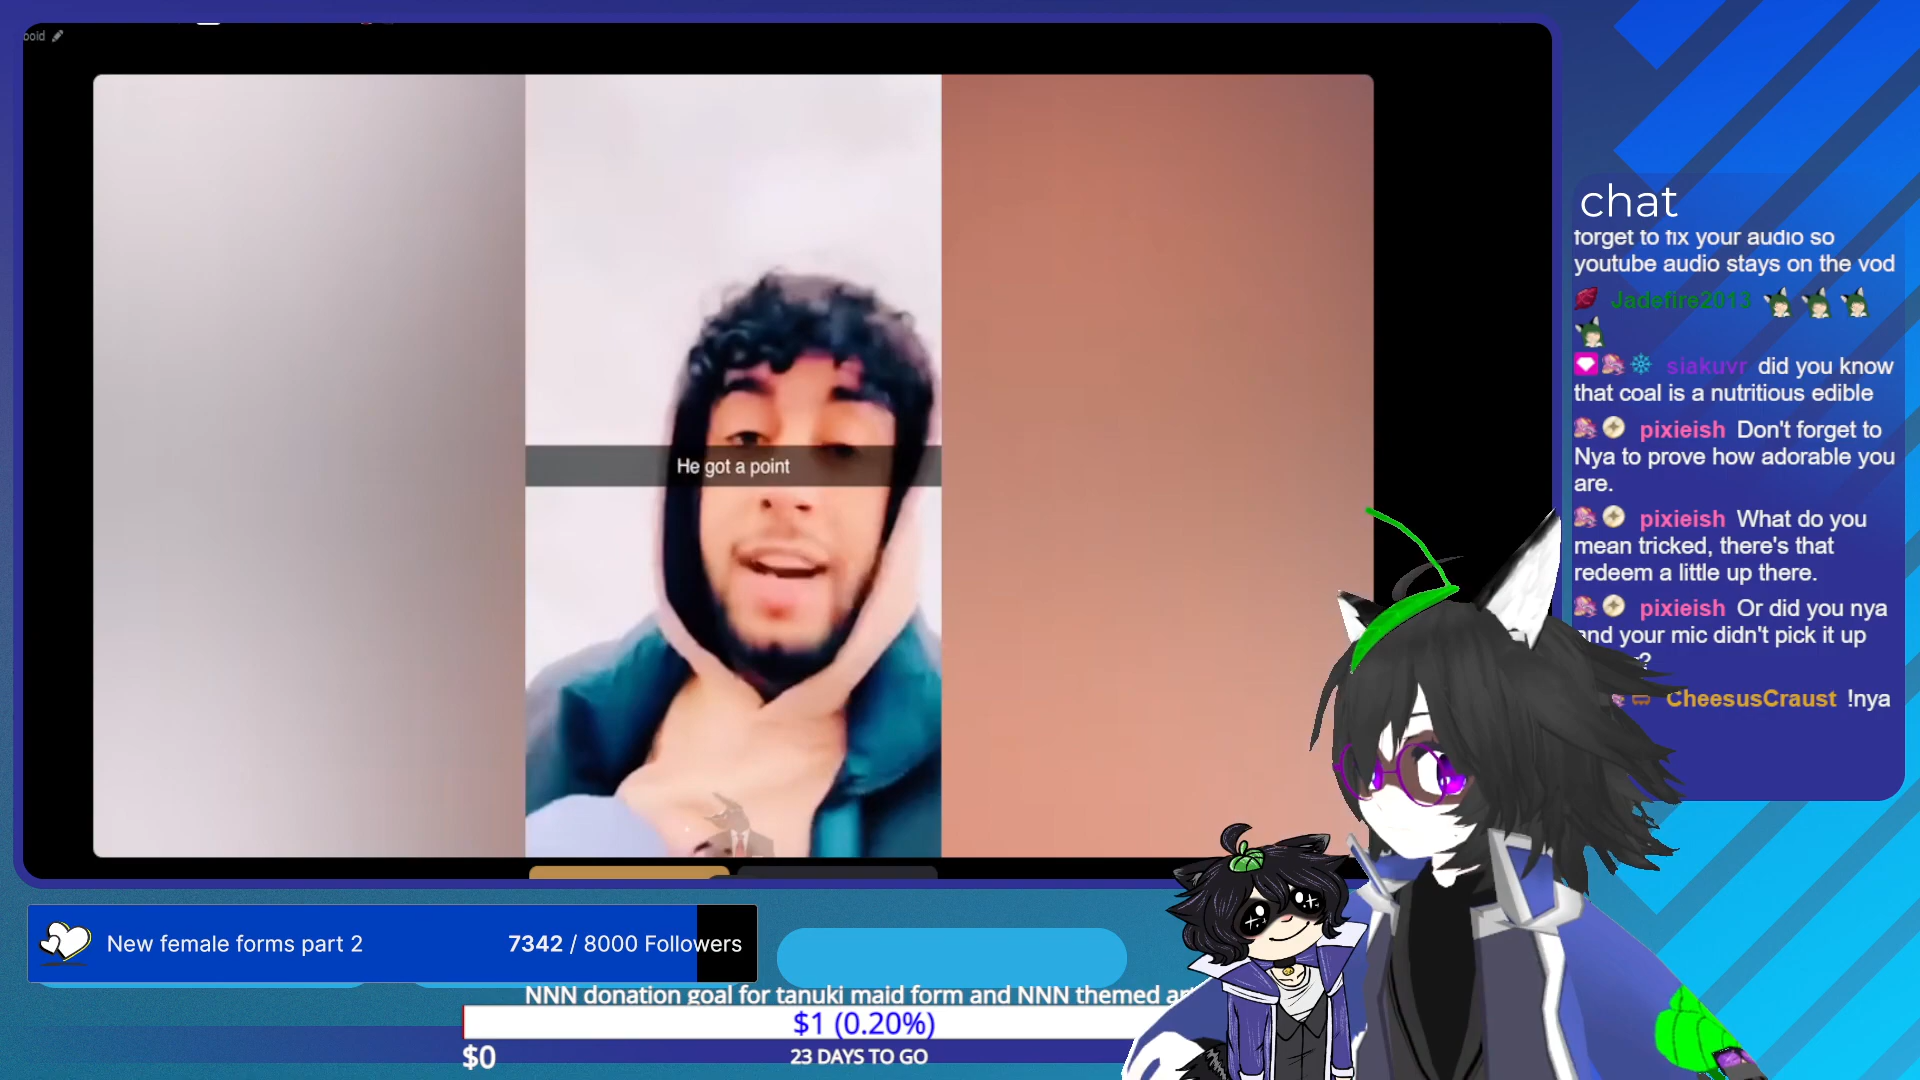 ooid
He got a point
chat
forget to fix your audio so
youtube audio stays on the vod
Jadefire2013
siakuvr did you know
that coal is a nutritious edible
pixieish Don't forget to
Nya to prove how adorable you
are.
pixieish What do you
mean tricked, there's that
redeem a little up there.
pixieish Or did you nya
and your mic didn't pick it up
?
CheesusCraust !nya
New female forms part 2
7342 / 8000 Followers
NNN donation goal for tanuki maid form and NNN themed
$1 (0.20%)
$0
23 DAYS TO GO